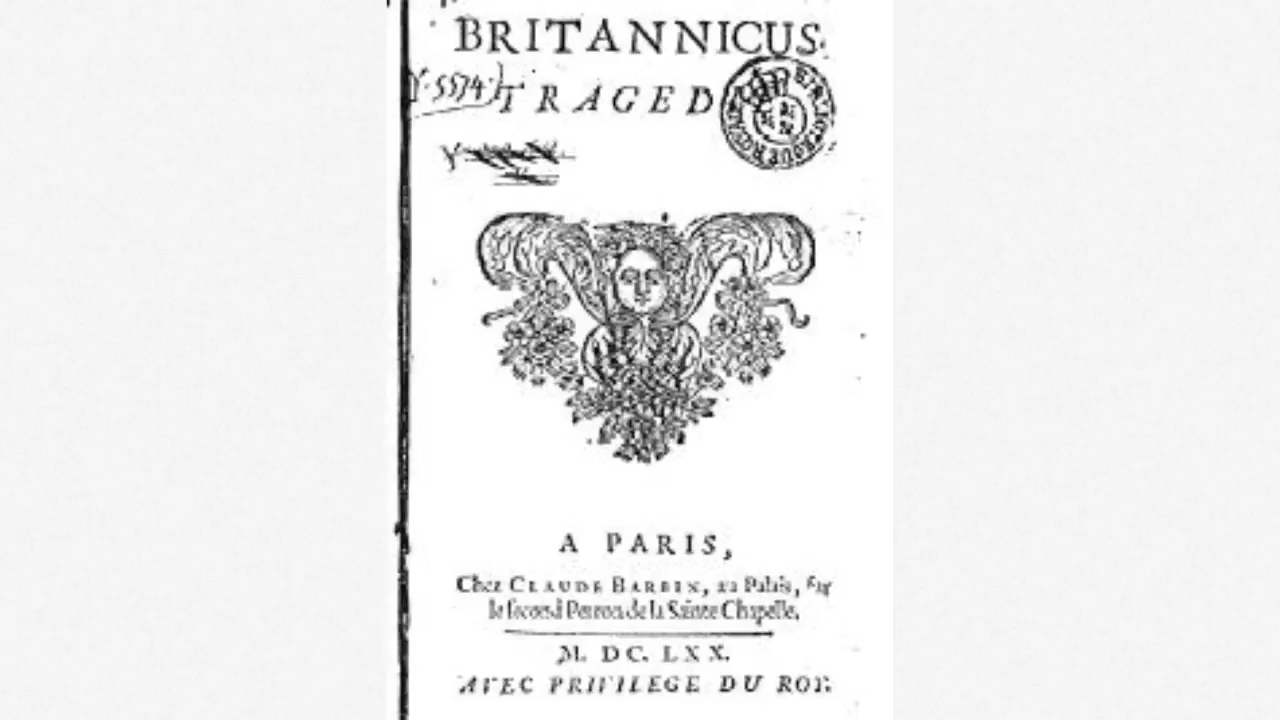 BRITANNICUS.
Y. 5574.
TRAGED
A PARIS,
Chez CLAUDE BARBIN, au Palais, sur
le second Perron de la Sainte Chapelle.
M. DC. LXX.
AVEC PRIVILEGE DU ROY.